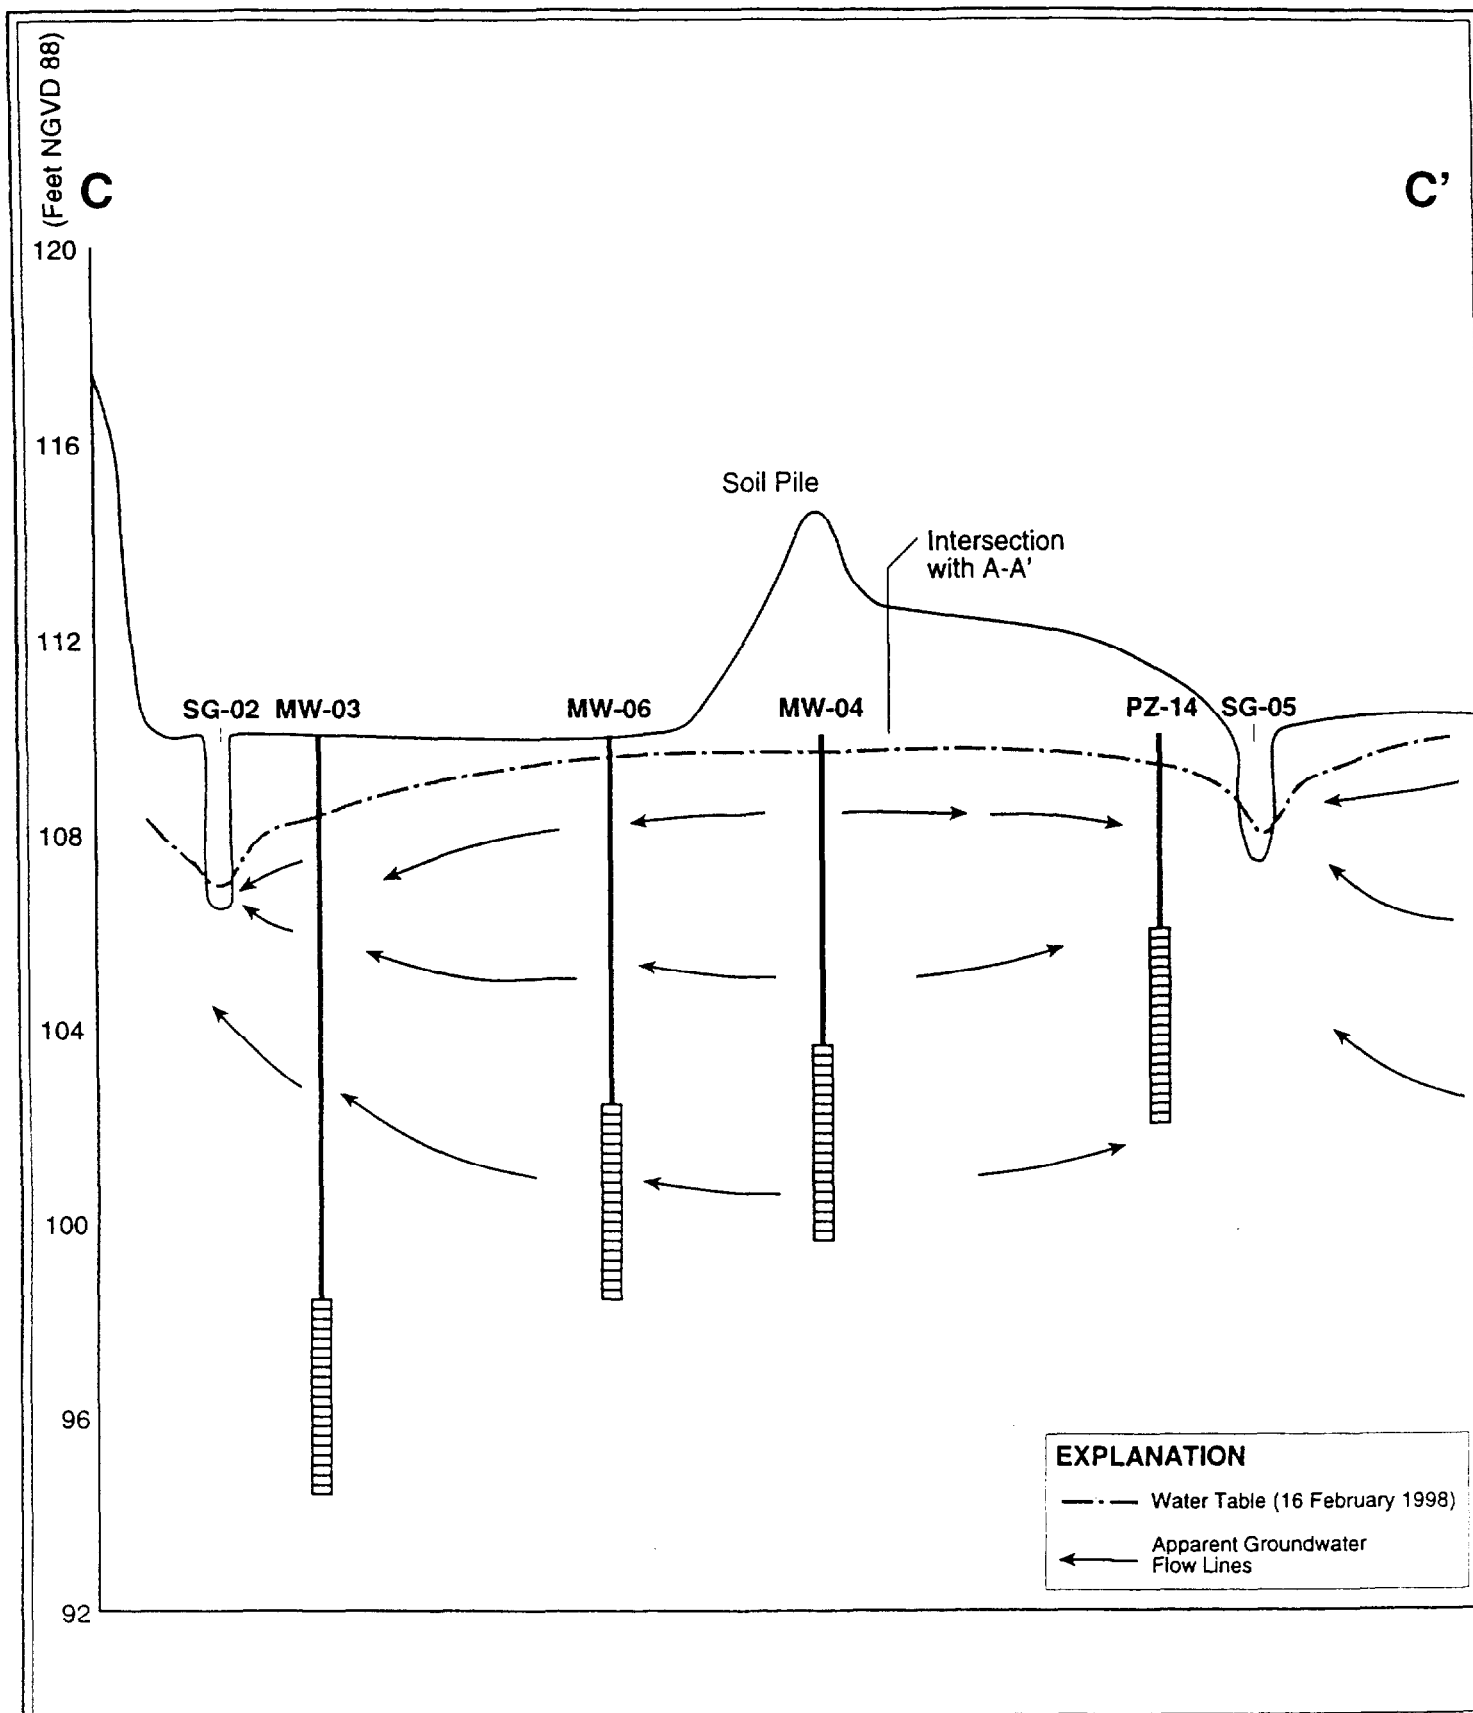 (Feet NGVD 88)
C
C'
120
116
Soil Pile
Intersection
with A-A'
112
SG-02 MW-03 MW-06 MW-04 PZ-14 SG-05
108
104
100
96
EXPLANATION
Water Table (16 February 1998)
Apparent Groundwater
Flow Lines
92